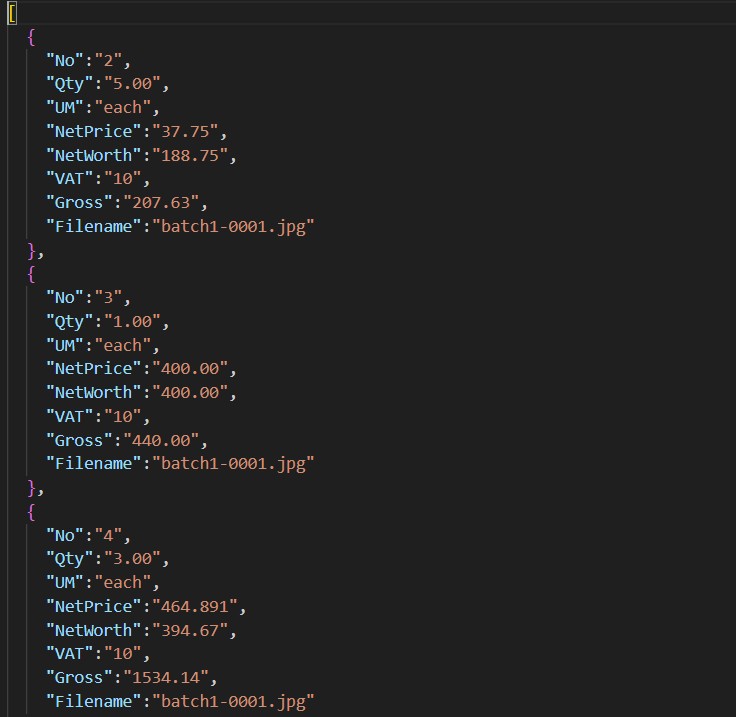 [
{
"No":"2",
"Qty":"5.00",
"UM":"each",
"NetPrice":"37.75",
"NetWorth":"188.75",
"VAT":"10",
"Gross":"207.63",
"Filename":"batch1-0001.jpg"
},
{
"No":"3",
"Qty":"1.00",
"UM":"each",
"NetPrice":"400.00",
"NetWorth":"400.00",
"VAT":"10",
"Gross":"440.00",
"Filename":"batch1-0001.jpg"
},
{
"No":"4",
"Qty":"3.00",
"UM":"each",
"NetPrice":"464.891",
"NetWorth":"394.67",
"VAT":"10",
"Gross":"1534.14",
"Filename":"batch1-0001.jpg"